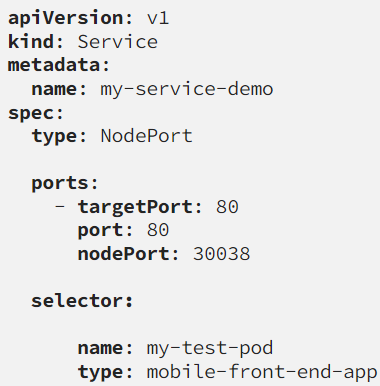 apiVersion: v1
kind: Service
metadata:
  name: my-service-demo
spec:
  type: NodePort
  ports:
    - targetPort: 80
      port: 80
      nodePort: 30038
  selector:
      name: my-test-pod
      type: mobile-front-end-app